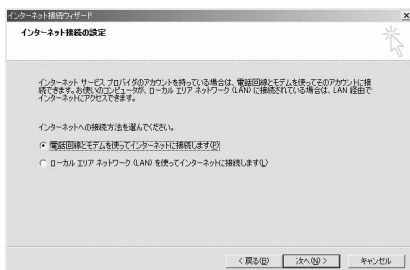 インターネット接続ウィザード
インターネット接続の設定
インターネット サービス プロバイダのアカウントを持っている場合は、電話回線とモデムを使ってそのアカウントに接
続できます。お使いのコンピュータが、ローカル エリア ネットワーク (LAN) に接続されている場合は、LAN 経由で
インターネットにアクセスできます。
インターネットへの接続方法を選んでください。
電話回線とモデムを使ってインターネットに接続します(P)
ローカル エリア ネットワーク (LAN) を使ってインターネットに接続します(L)
< 戻る(B) 次へ(N) > キャンセル